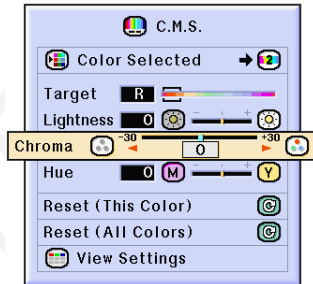 C.M.S.
Color Selected 2
Target R
Lightness 0
Chroma -30 0 +30
Hue 0 M Y
Reset (This Color)
Reset (All Colors)
View Settings